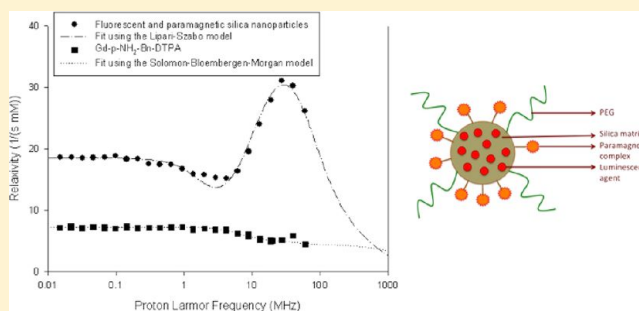 Fluorescent and paramagnetic silica nanoparticles
Fit using the Lipari-Szabo model
Gd-p-NH2-Bn-DTPA
Fit using the Solomon-Bloembergen-Morgan model
40
30
20
10
0
Relaxivity (1/(s mM))
0.01 0.1 1 10 100 1000
Proton Larmor Frequency (MHz)
PEG
Silica matrix
Paramagnetic
complex
Luminescent
agent